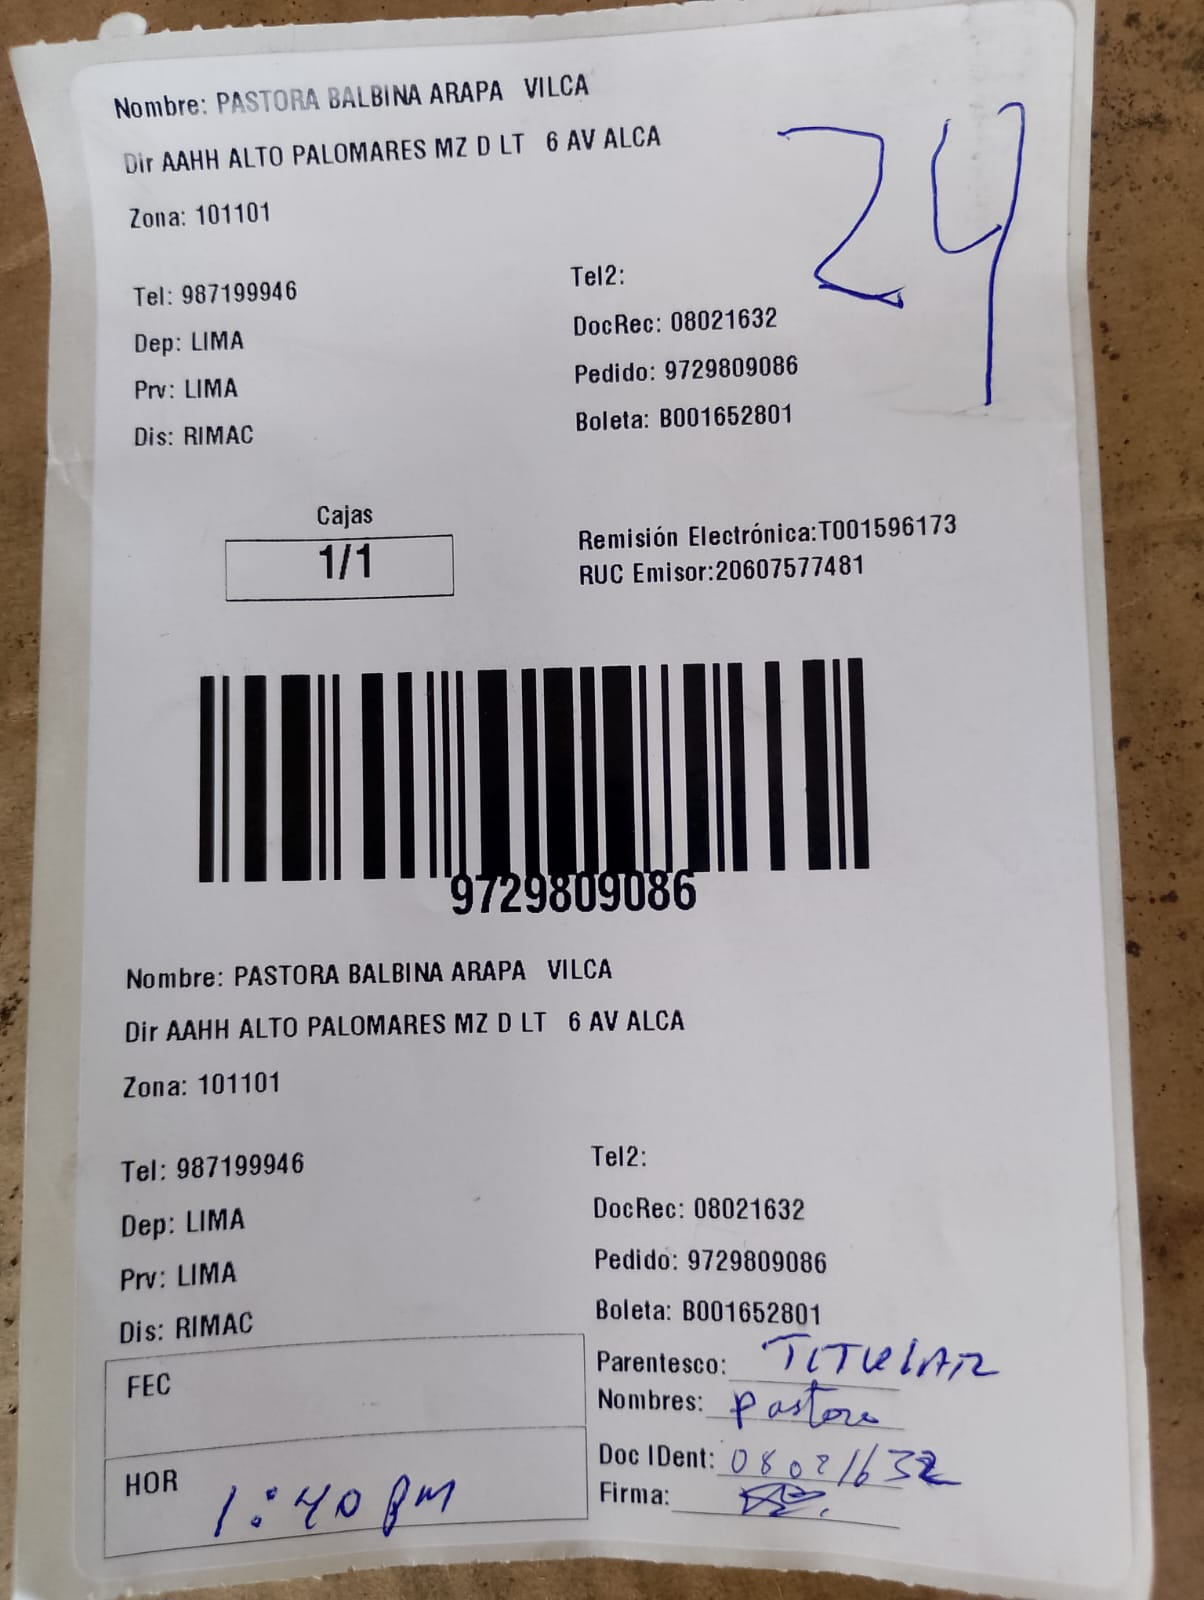 Nombre: PASTORA BALBINA ARAPA VILCA
Dir AAHH ALTO PALOMARES MZ D LT 6 AV ALCA
24
Zona: 101101
Tel: 987199946
Tel2:
Dep: LIMA
DocRec: 08021632
Prv: LIMA
Pedido: 9729809086
Dis: RIMAC
Boleta: B001652801
Cajas
1/1
Remisión Electrónica:T001596173
RUC Emisor:20607577481
9729809086
Nombre: PASTORA BALBINA ARAPA VILCA
Dir AAHH ALTO PALOMARES MZ D LT 6 AV ALCA
Zona: 101101
Tel: 987199946
Tel2:
Dep: LIMA
DocRec: 08021632
Prv: LIMA
Pedido: 9729809086
Dis: RIMAC
Boleta: B001652801
FEC
Parentesco: TITULAR
Nombres: Pastora
HOR 1:40 pm
Doc IDent: 08021632
Firma: